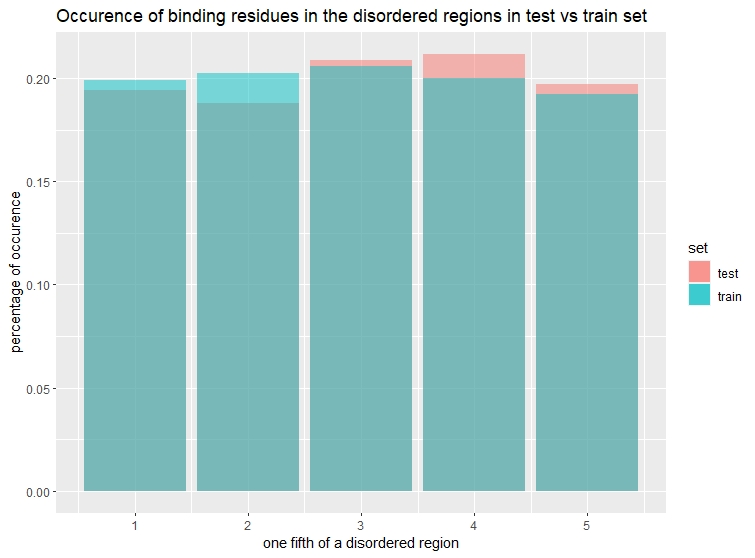 Occurence of binding residues in the disordered regions in test vs train set
percentage of occurence
0.20
0.15
0.10
0.05
0.00
1 2 3 4 5
one fifth of a disordered region
set
test
train